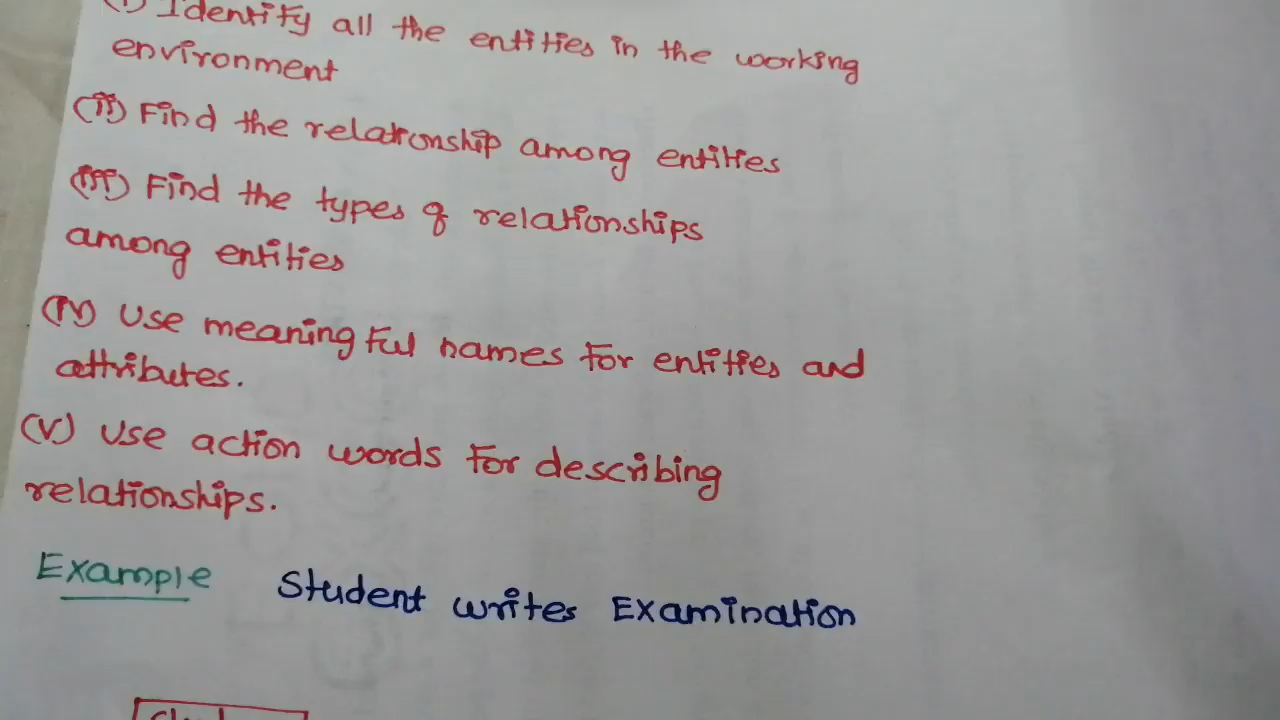 (i) Identify all the entities in the working
environment
(ii) Find the relationship among entities
(iii) Find the types of relationships
among entities
(iv) Use meaningful names for entities and
attributes.
(v) Use action words for describing
relationships.
Example Student writes Examination